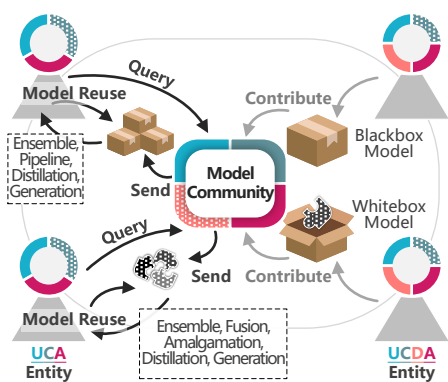 Query
Model Reuse
Contribute
Ensemble,
Pipeline,
Distillation,
Generation
Blackbox
Model
Send
Model
Community
Whitebox
Model
Query
Send
Contribute
Model Reuse
Ensemble, Fusion,
Amalgamation,
Distillation, Generation
UCA
Entity
UCDA
Entity